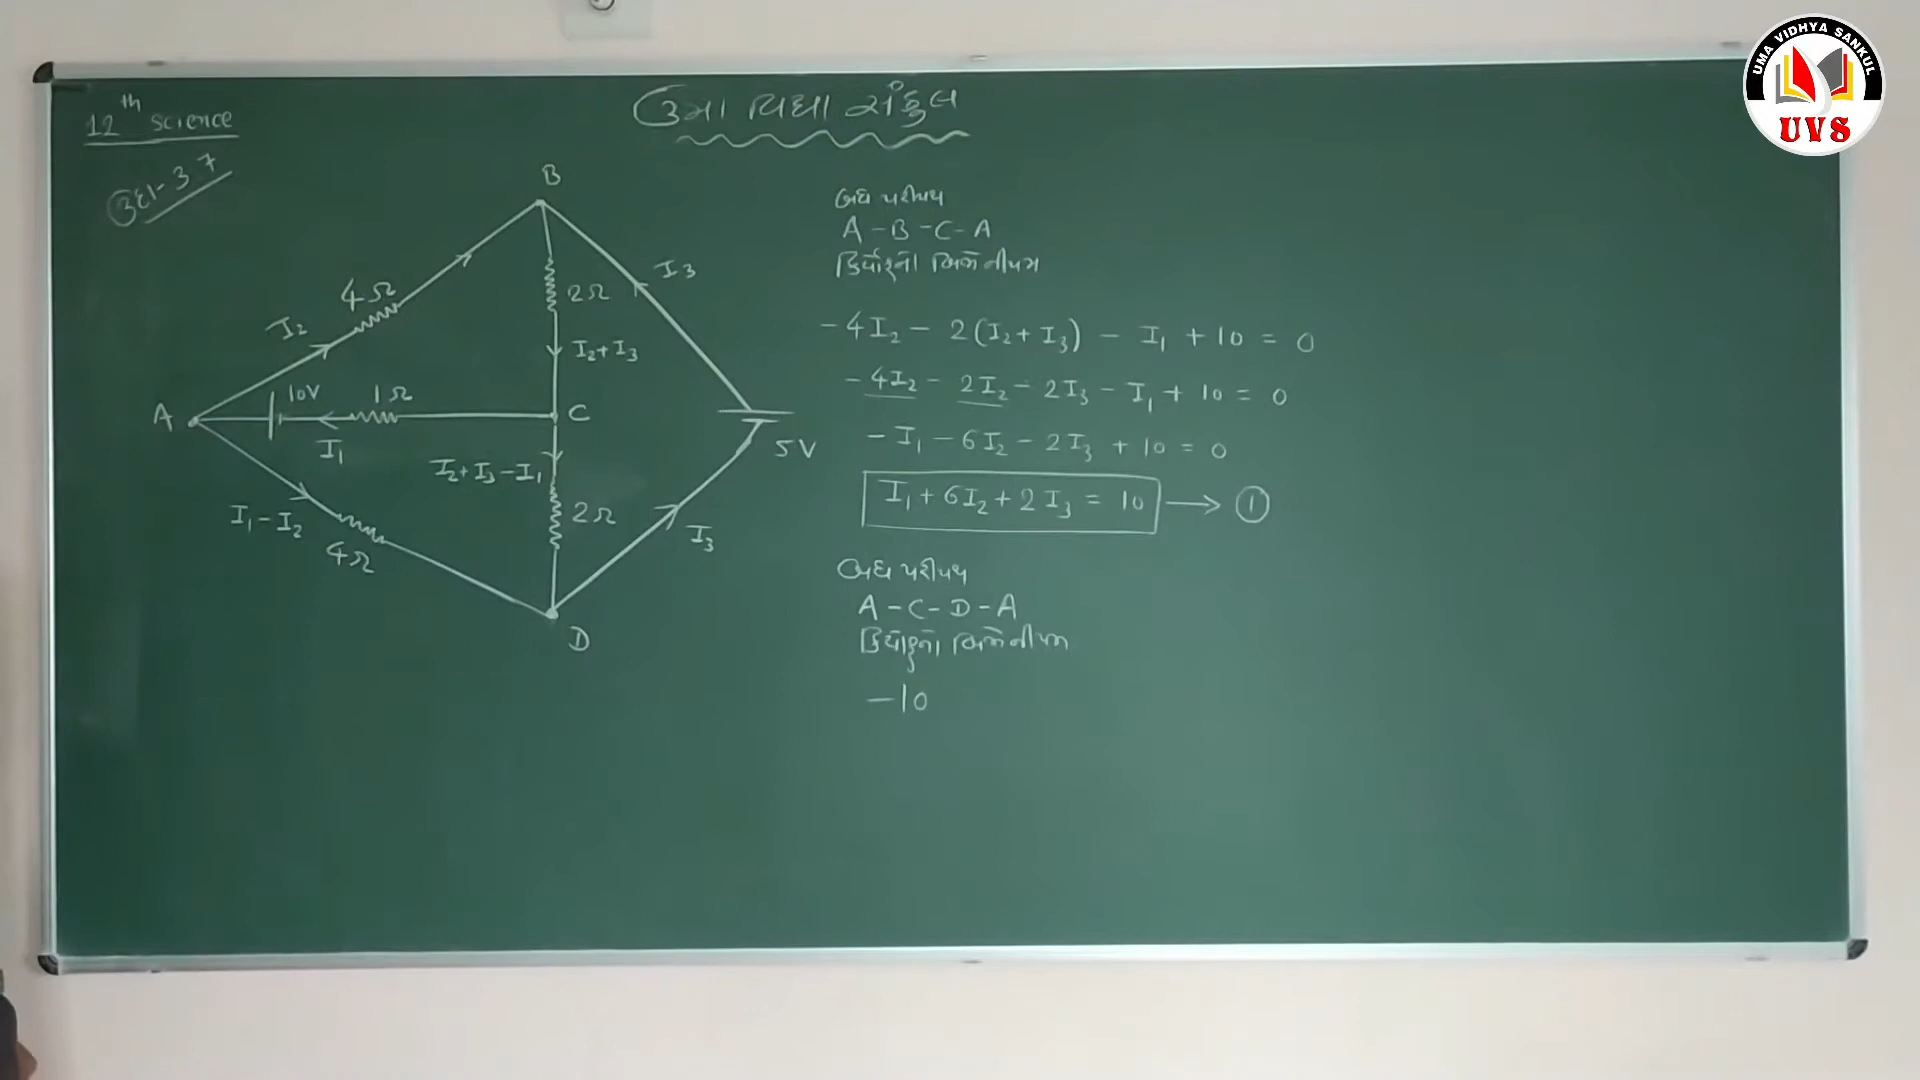 12th science
ઉદા-3.7
ઉમા વિદ્યા સંકુલ
UMA VIDHYA SANKUL
UVS
B
4Ω
I2
2Ω
I3
I2+I3
A
10V
1Ω
C
I1
5V
I2+I3-I1
2Ω
I1-I2
4Ω
I3
D
બંધ પરીપથ
A-B-C-A
કિર્ચોફનો બીજો નીયમ
-4I2 - 2(I2+I3) - I1 + 10 = 0
-4I2 - 2I2 - 2I3 - I1 + 10 = 0
-I1 - 6I2 - 2I3 + 10 = 0
I1 + 6I2 + 2I3 = 10 → 1
બંધ પરીપથ
A-C-D-A
કિર્ચોફનો બીજો નીયમ
-10